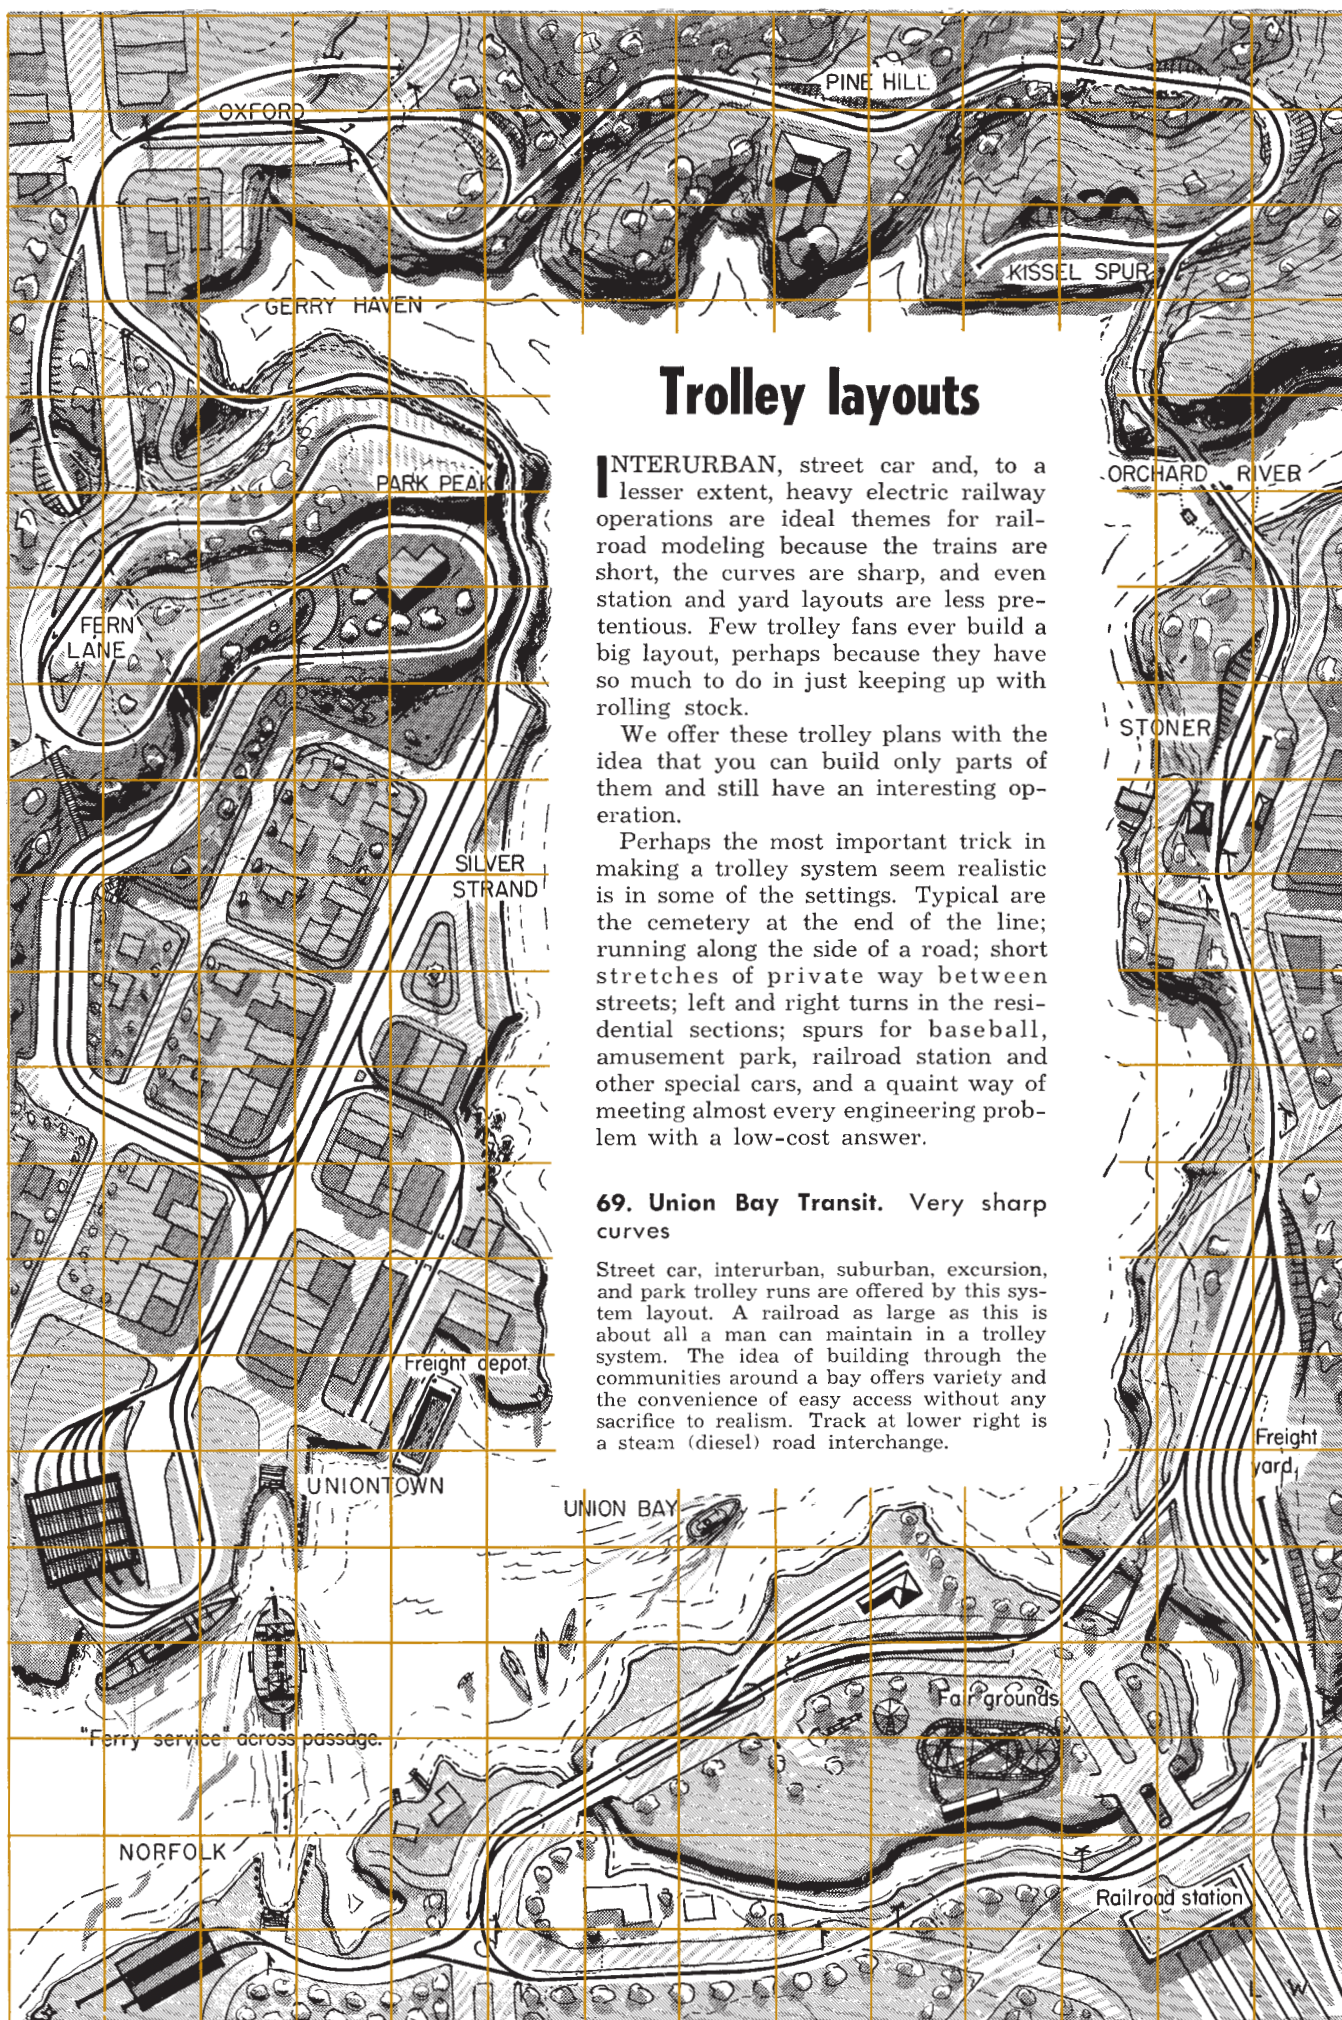 OXFORD
PINE HILL
KISSEL SPUR
GERRY HAVEN
Trolley layouts
INTERURBAN, street car and, to a
lesser extent, heavy electric railway
operations are ideal themes for rail-
road modeling because the trains are
short, the curves are sharp, and even
station and yard layouts are less pre-
tentious. Few trolley fans ever build a
big layout, perhaps because they have
so much to do in just keeping up with
rolling stock.
We offer these trolley plans with the
idea that you can build only parts of
them and still have an interesting op-
eration.
Perhaps the most important trick in
making a trolley system seem realistic
is in some of the settings. Typical are
the cemetery at the end of the line;
running along the side of a road; short
stretches of private way between
streets; left and right turns in the resi-
dential sections; spurs for baseball,
amusement park, railroad station and
other special cars, and a quaint way of
meeting almost every engineering prob-
lem with a low-cost answer.
69. Union Bay Transit. Very sharp
curves
Street car, interurban, suburban, excursion,
and park trolley runs are offered by this sys-
tem layout. A railroad as large as this is
about all a man can maintain in a trolley
system. The idea of building through the
communities around a bay offers variety and
the convenience of easy access without any
sacrifice to realism. Track at lower right is
a steam (diesel) road interchange.
PARK PEAK
ORCHARD RIVER
FERN
LANE
STONER
SILVER
STRAND
Freight depot
Freight
yard
UNIONTOWN
UNION BAY
Fair grounds
"Ferry service" across passage.
NORFOLK
Railroad station
L W